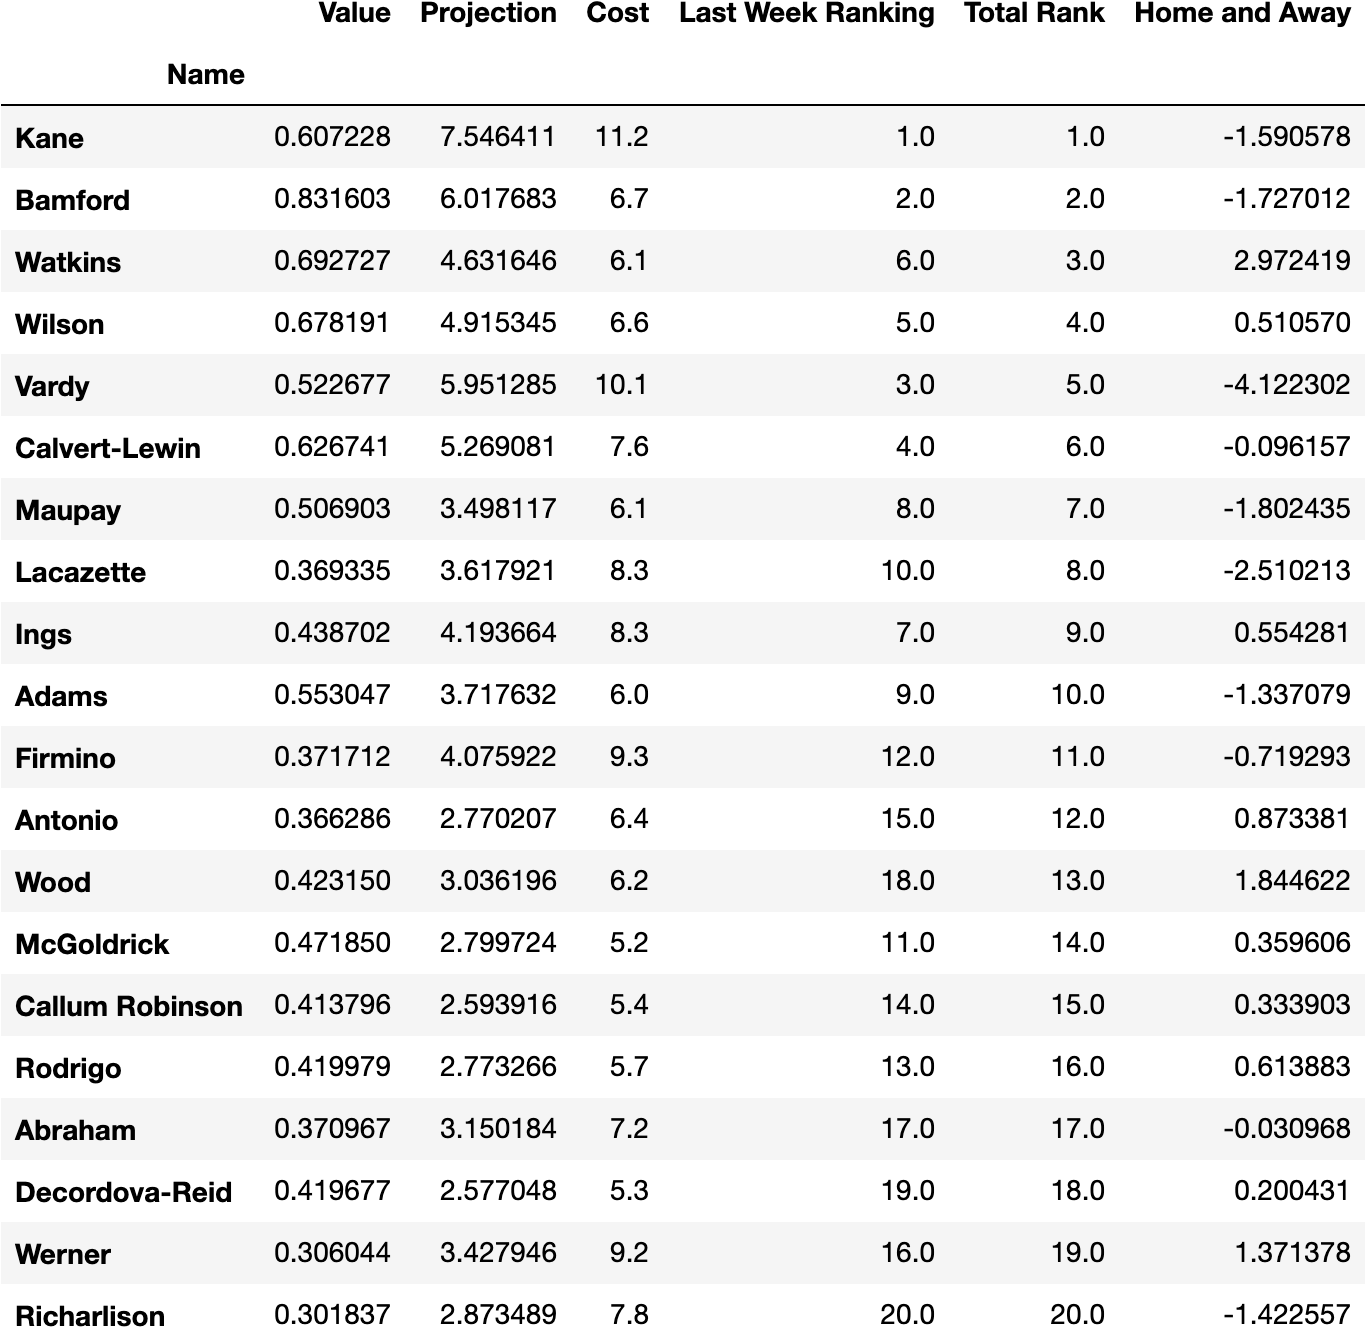 Value Projection Cost Last Week Ranking Total Rank Home and Away
Name
Kane 0.607228 7.546411 11.2 1.0 1.0 -1.590578
Bamford 0.831603 6.017683 6.7 2.0 2.0 -1.727012
Watkins 0.692727 4.631646 6.1 6.0 3.0 2.972419
Wilson 0.678191 4.915345 6.6 5.0 4.0 0.510570
Vardy 0.522677 5.951285 10.1 3.0 5.0 -4.122302
Calvert-Lewin 0.626741 5.269081 7.6 4.0 6.0 -0.096157
Maupay 0.506903 3.498117 6.1 8.0 7.0 -1.802435
Lacazette 0.369335 3.617921 8.3 10.0 8.0 -2.510213
Ings 0.438702 4.193664 8.3 7.0 9.0 0.554281
Adams 0.553047 3.717632 6.0 9.0 10.0 -1.337079
Firmino 0.371712 4.075922 9.3 12.0 11.0 -0.719293
Antonio 0.366286 2.770207 6.4 15.0 12.0 0.873381
Wood 0.423150 3.036196 6.2 18.0 13.0 1.844622
McGoldrick 0.471850 2.799724 5.2 11.0 14.0 0.359606
Callum Robinson 0.413796 2.593916 5.4 14.0 15.0 0.333903
Rodrigo 0.419979 2.773266 5.7 13.0 16.0 0.613883
Abraham 0.370967 3.150184 7.2 17.0 17.0 -0.030968
Decordova-Reid 0.419677 2.577048 5.3 19.0 18.0 0.200431
Werner 0.306044 3.427946 9.2 16.0 19.0 1.371378
Richarlison 0.301837 2.873489 7.8 20.0 20.0 -1.422557